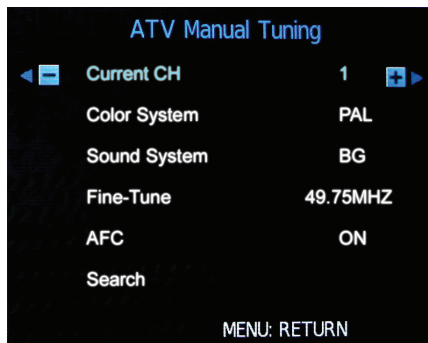 ATV Manual Tuning
Current CH 1
Color System PAL
Sound System BG
Fine-Tune 49.75MHZ
AFC ON
Search
MENU: RETURN